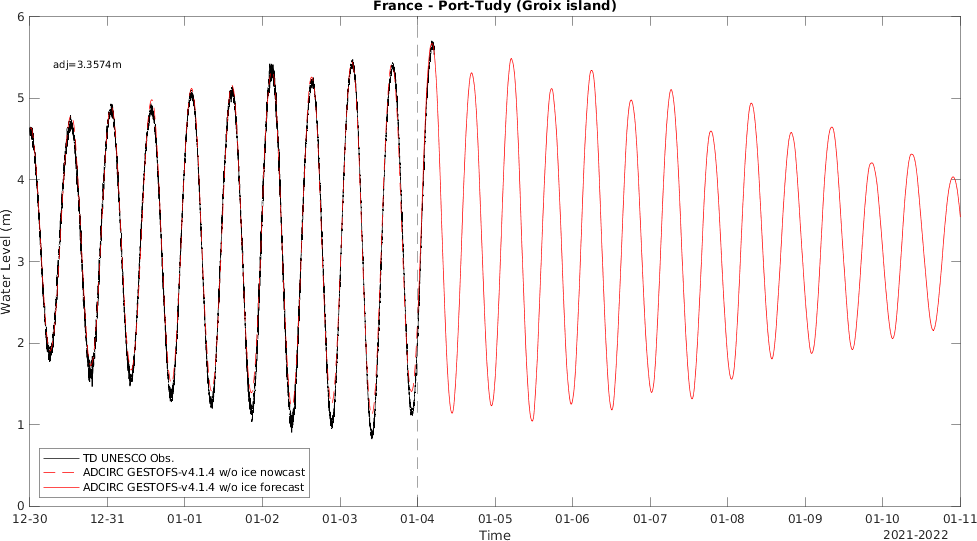 France - Port-Tudy (Groix island)
adj=3.3574m
6
5
4
3
2
1
0
Water Level (m)
TD UNESCO Obs.
ADCIRC GESTOFS-v4.1.4 w/o ice nowcast
ADCIRC GESTOFS-v4.1.4 w/o ice forecast
12-30 12-31 01-01 01-02 01-03 01-04 01-05 01-06 01-07 01-08 01-09 01-10 01-11
Time
2021-2022